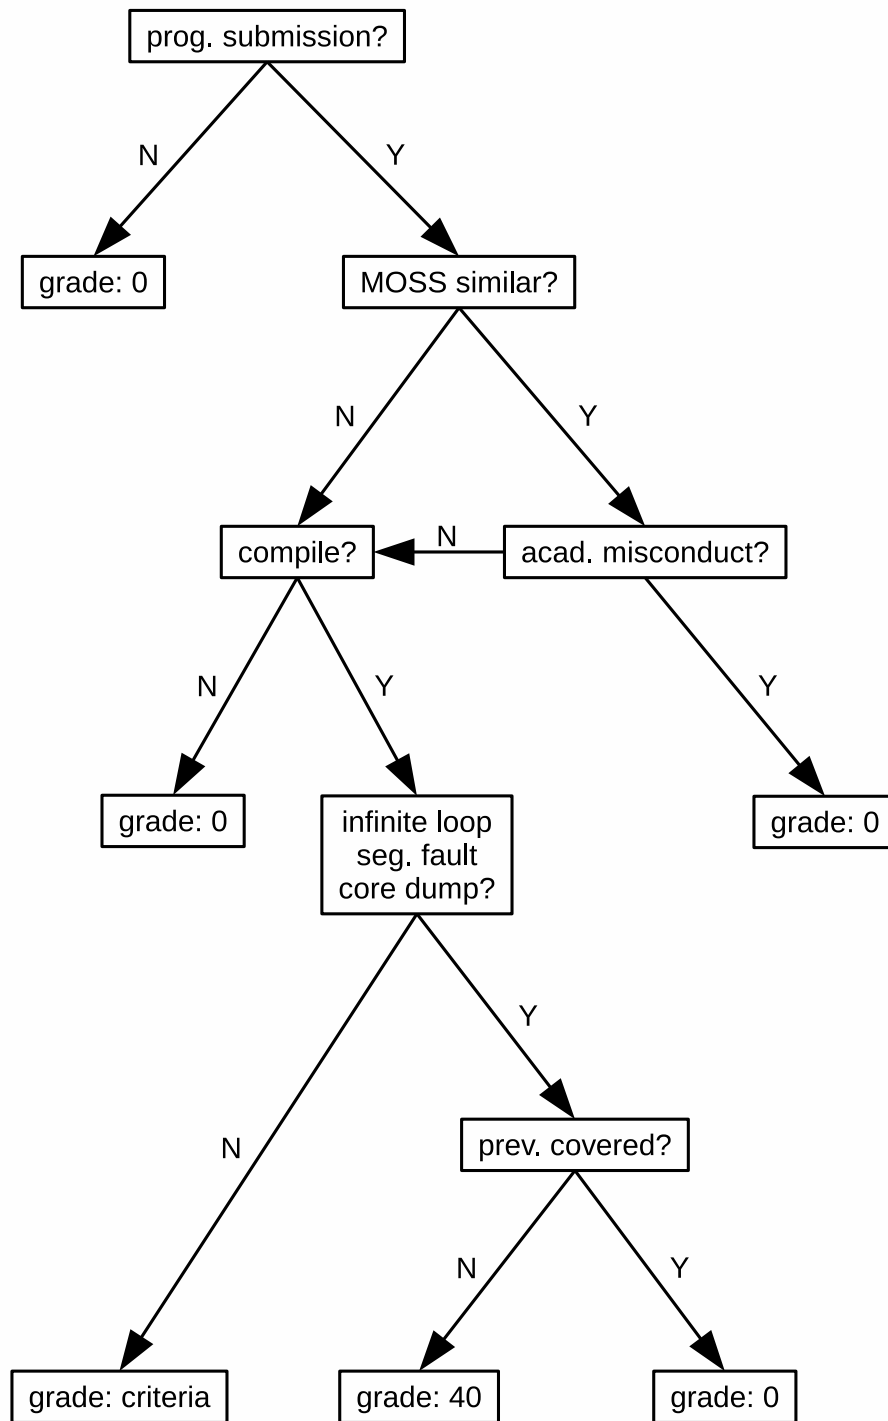 prog. submission?
N
Y
grade: 0
MOSS similar?
N
Y
compile?
N
acad. misconduct?
N
Y
Y
grade: 0
infinite loop
seg. fault
core dump?
grade: 0
Y
N
prev. covered?
N
Y
grade: criteria
grade: 40
grade: 0